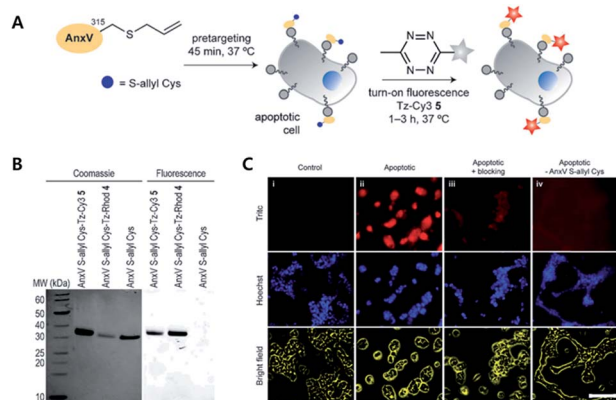 A
AnxV
315
S
= S-allyl Cys
pretargeting
45 min, 37 ºC
apoptotic
cell
N N
N N
turn-on fluorescence
Tz-Cy3 5
1–3 h, 37 ºC
B
Coomassie Fluorescence
AnxV S-allyl Cys-Tz-Cy3 5
AnxV S-allyl Cys-Tz-Rhod 4
AnxV S-allyl Cys
AnxV S-allyl Cys-Tz-Cy3 5
AnxV S-allyl Cys-Tz-Rhod 4
AnxV S-allyl Cys
MW (kDa)
60
50
40
30
25
20
10
C
Control
Apoptotic
Apoptotic
+ blocking
Apoptotic
- AnxV S-allyl Cys
i
ii
iii
iv
Tritc
Hoechst
Bright field